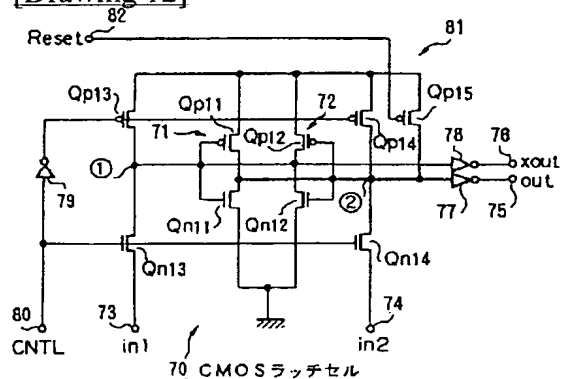 [Drawing 12]
82
Reset
81
Qp13
Qp11
72
Qp15
71
Qp12
Qp14
78
76
xout
①
out
79
②
77
75
Qn11
Qn12
Qn13
Qn14
80
73
74
CNTL
in1
in2
70 CMOSラッチセル